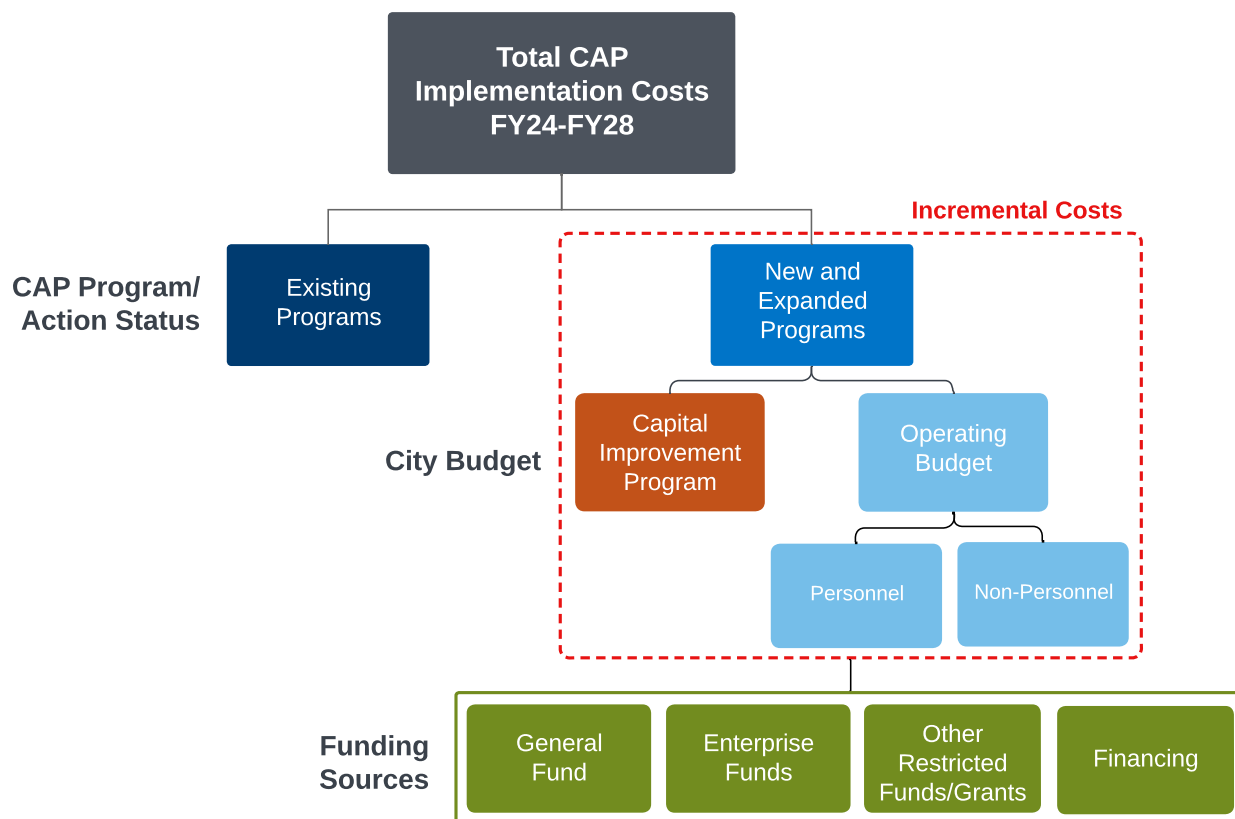 Total CAP
Implementation Costs
FY24-FY28
Incremental Costs
CAP Program/
Action Status
Existing
Programs
New and
Expanded
Programs
City Budget
Capital
Improvement
Program
Operating
Budget
Personnel
Non-Personnel
Funding
Sources
General
Fund
Enterprise
Funds
Other
Restricted
Funds/Grants
Financing